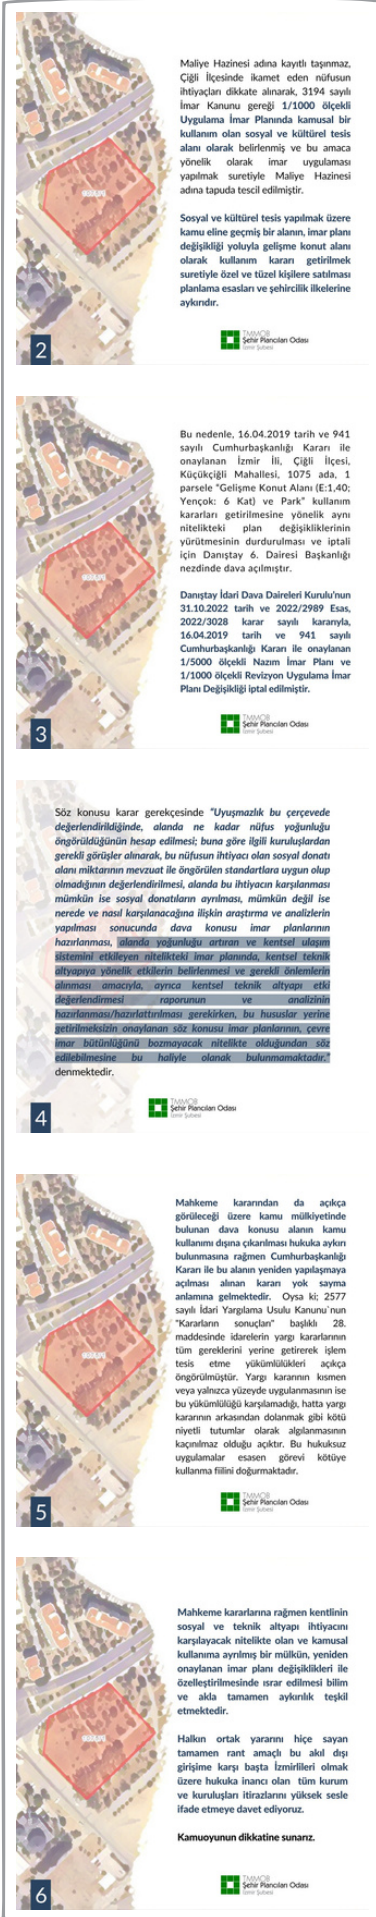 Maliye Hazinesi adına kayıtlı taşınmaz,
Çiğli İlçesinde ikamet eden nüfusun
ihtiyaçları dikkate alınarak, 3194 sayılı
İmar Kanunu gereği 1/1000 ölçekli
Uygulama İmar Planında kamusal bir
kullanım olan sosyal ve kültürel tesis
alanı olarak belirlenmiş ve bu amaca
yönelik olarak imar uygulaması
yapılmak suretiyle Maliye Hazinesi
adına tapuda tescil edilmiştir.
Sosyal ve kültürel tesis yapılmak üzere
kamu eline geçmiş bir alanın, imar planı
değişikliği yoluyla gelişme konut alanı
olarak kullanım kararı getirilmek
suretiyle özel ve tüzel kişilere satılması
planlama esasları ve şehircilik ilkelerine
aykırıdır.
2
TMMOB
Şehir Plancıları Odası
İzmir Şubesi
Bu nedenle, 16.04.2019 tarih ve 941
sayılı Cumhurbaşkanlığı Kararı ile
onaylanan İzmir İli, Çiğli İlçesi,
Küçükçiğli Mahallesi, 1075 ada, 1
parsele "Gelişme Konut Alanı (E:1,40;
Yençok: 6 Kat) ve Park" kullanım
kararları getirilmesine yönelik aynı
nitelikteki plan değişikliklerinin
yürütmesinin durdurulması ve iptali
için Danıştay 6. Dairesi Başkanlığı
nezdinde dava açılmıştır.
Danıştay İdari Dava Daireleri Kurulu'nun
31.10.2022 tarih ve 2022/2989 Esas,
2022/3028 karar sayılı kararıyla,
16.04.2019 tarih ve 941 sayılı
Cumhurbaşkanlığı Kararı ile onaylanan
1/5000 ölçekli Nazım İmar Planı ve
1/1000 ölçekli Revizyon Uygulama İmar
Planı Değişikliği iptal edilmiştir.
3
TMMOB
Şehir Plancıları Odası
İzmir Şubesi
Söz konusu karar gerekçesinde "Uyuşmazlık bu çerçevede
değerlendirildiğinde, alanda ne kadar nüfus yoğunluğu
öngörüldüğünün hesap edilmesi; buna göre ilgili kuruluşlardan
gerekli görüşler alınarak, bu nüfusun ihtiyacı olan sosyal donatı
alanı miktarının mevzuat ile öngörülen standartlara uygun olup
olmadığının değerlendirilmesi, alanda bu ihtiyacın karşılanması
mümkün ise sosyal donatıların ayrılması, mümkün değil ise
nerede ve nasıl karşılanacağına ilişkin araştırma ve analizlerin
yapılması sonucunda dava konusu imar planlarının
hazırlanması, alanda yoğunluğu artıran ve kentsel ulaşım
sistemini etkileyen nitelikteki imar planında, kentsel teknik
altyapıya yönelik etkilerin belirlenmesi ve gerekli önlemlerin
alınması amacıyla, ayrıca kentsel teknik altyapı etki
değerlendirmesi raporunun ve analizinin
hazırlanması/hazırlattırılması gerekirken, bu hususlar yerine
getirilmeksizin onaylanan söz konusu imar planlarının, çevre
imar bütünlüğünü bozmayacak nitelikte olduğundan söz
edilebilmesine bu haliyle olanak bulunmamaktadır."
denmektedir.
4
TMMOB
Şehir Plancıları Odası
İzmir Şubesi
Mahkeme kararından da açıkça
görüleceği üzere kamu mülkiyetinde
bulunan dava konusu alanın kamu
kullanımı dışına çıkarılması hukuka aykırı
bulunmasına rağmen Cumhurbaşkanlığı
Kararı ile bu alanın yeniden yapılaşmaya
açılması alınan kararı yok sayma
anlamına gelmektedir. Oysa ki; 2577
sayılı İdari Yargılama Usulu Kanunu`nun
"Kararların sonuçları" başlıklı 28.
maddesinde idarelerin yargı kararlarının
tüm gereklerini yerine getirerek işlem
tesis etme yükümlülükleri açıkça
öngörülmüştür. Yargı kararının kısmen
veya yalnızca yüzeyde uygulanmasının ise
bu yükümlülüğü karşılamadığı, hatta yargı
kararının arkasından dolanmak gibi kötü
niyetli tutumlar olarak algılanmasının
kaçınılmaz olduğu açıktır. Bu hukuksuz
uygulamalar esasen görevi kötüye
kullanma fiilini doğurmaktadır.
5
TMMOB
Şehir Plancıları Odası
İzmir Şubesi
Mahkeme kararlarına rağmen kentlinin
sosyal ve teknik altyapı ihtiyacını
karşılayacak nitelikte olan ve kamusal
kullanıma ayrılmış bir mülkün, yeniden
onaylanan imar planı değişiklikleri ile
özelleştirilmesinde ısrar edilmesi bilim
ve akla tamamen aykırılık teşkil
etmektedir.
Halkın ortak yararını hiçe sayan
tamamen rant amaçlı bu akıl dışı
girişime karşı başta İzmirlileri olmak
üzere hukuka inancı olan tüm kurum
ve kuruluşları itirazlarını yüksek sesle
ifade etmeye davet ediyoruz.
Kamuoyunun dikkatine sunarız.
6
TMMOB
Şehir Plancıları Odası
İzmir Şubesi